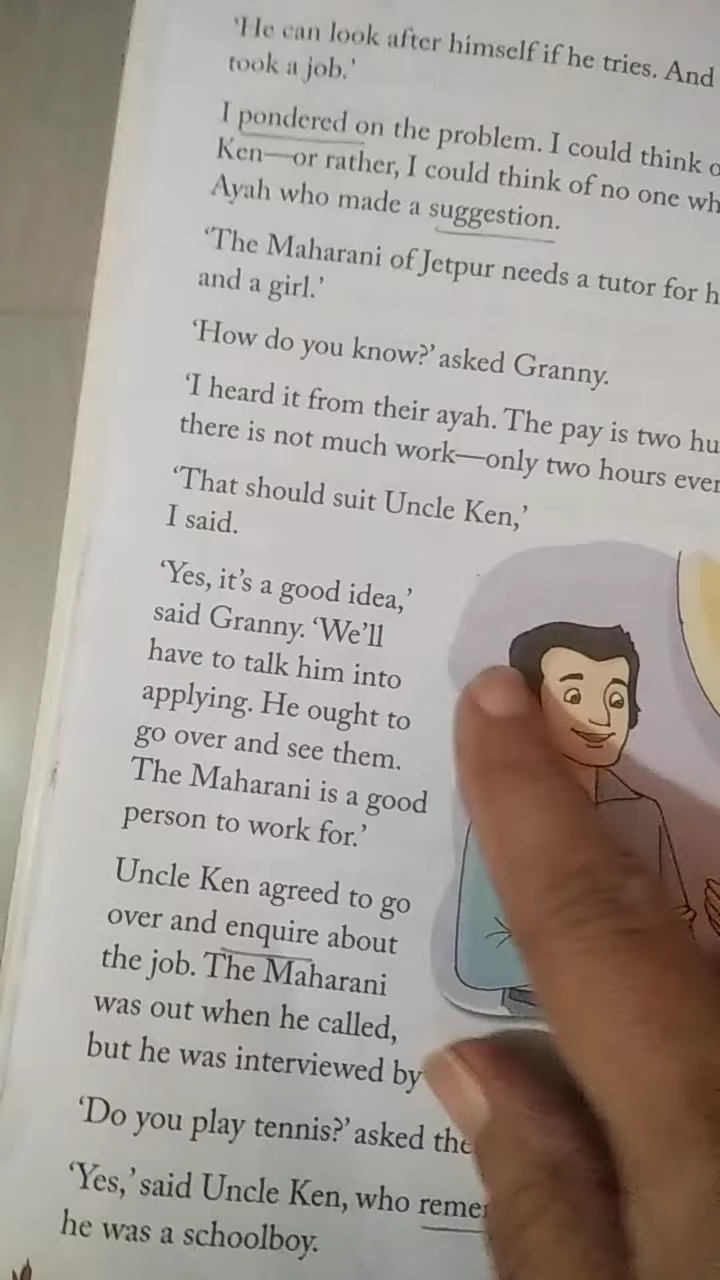 'He can look after himself if he tries. And
took a job.'
I pondered on the problem. I could think
Ken—or rather, I could think of no one
Ayah who made a suggestion.
'The Maharani of Jetpur needs a tutor for
and a girl.'
'How do you know?' asked Granny.
'I heard it from their ayah. The pay is two
there is not much work—only two hours
'That should suit Uncle Ken,'
I said.
'Yes, it's a good idea,'
said Granny. 'We'll
have to talk him into
applying. He ought to
go over and see them.
The Maharani is a good
person to work for.'
Uncle Ken agreed to go
over and enquire about
the job. The Maharani
was out when he called,
but he was interviewed by
'Do you play tennis?' asked the
'Yes,' said Uncle Ken, who
he was a schoolboy.